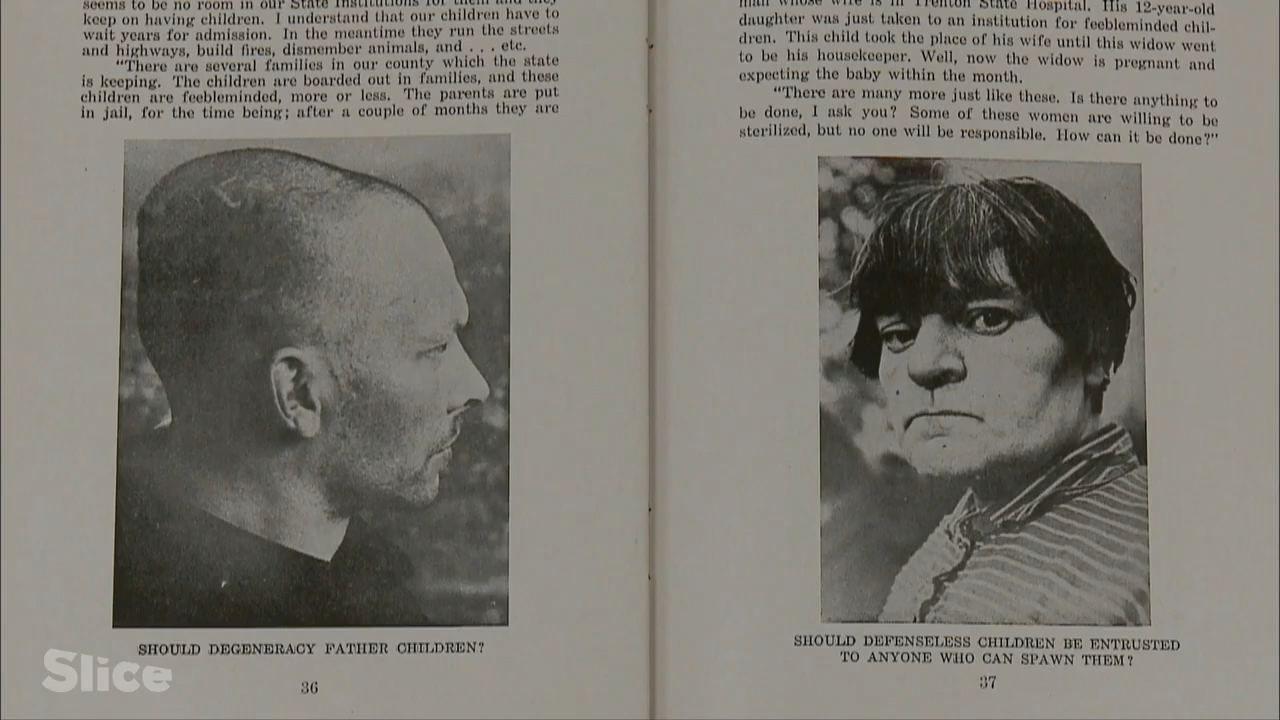 seems to be no room in our State Institutions for them and they
keep on having children. I understand that our children have to
wait years for admission. In the meantime they run the streets
and highways, build fires, dismember animals, and . . . etc.
"There are several families in our county which the state
is keeping. The children are boarded out in families, and these
children are feebleminded, more or less. The parents are put
in jail, for the time being; after a couple of months they are
SHOULD DEGENERACY FATHER CHILDREN?
36
man whose wife is in Trenton State Hospital. His 12-year-old
daughter was just taken to an institution for feebleminded chil-
dren. This child took the place of his wife until this widow went
to be his housekeeper. Well, now the widow is pregnant and
expecting the baby within the month.
"There are many more just like these. Is there anything to
be done, I ask you? Some of these women are willing to be
sterilized, but no one will be responsible. How can it be done?"
SHOULD DEFENSELESS CHILDREN BE ENTRUSTED
TO ANYONE WHO CAN SPAWN THEM?
37
Slice